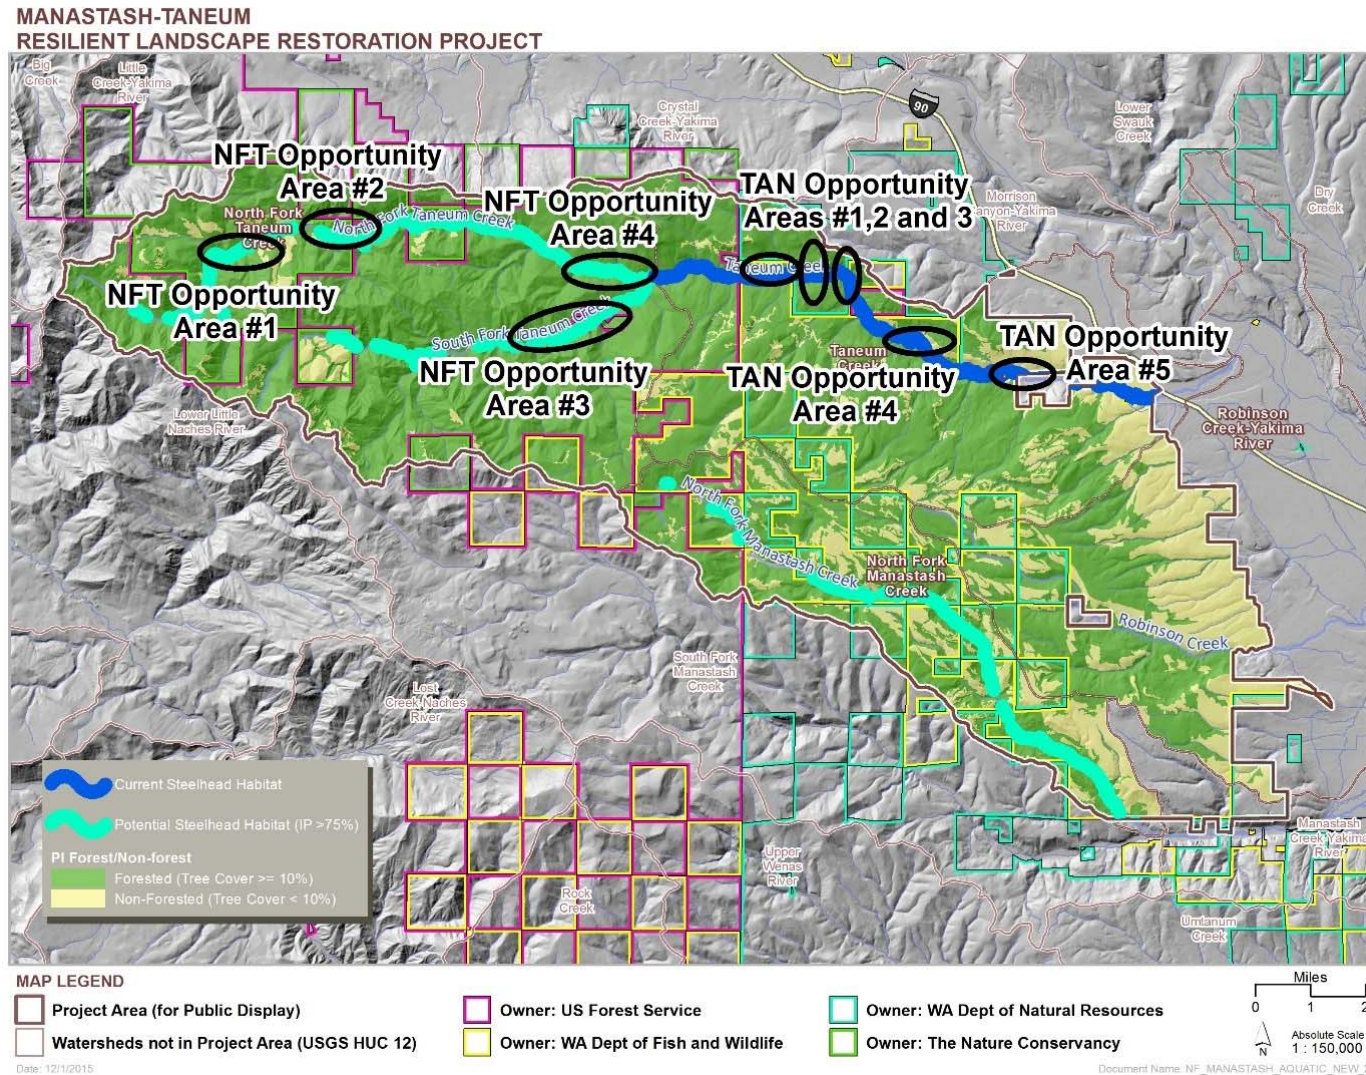 MANASTASH-TANEUM
RESILIENT LANDSCAPE RESTORATION PROJECT
Big
Creek
Little
Creek-Yakima
River
Crystal
Creek-Yakima
River
90
Lower
Swauk
Creek
NFT Opportunity
Area #2
North Fork
Taneum
Creek
North Fork Taneum Creek
NFT Opportunity
Area #4
TAN Opportunity
Areas #1,2 and 3
Morrison
Canyon-Yakima
River
Dry
Creek
Taneum Creek
NFT Opportunity
Area #1
South Fork Taneum Creek
NFT Opportunity
Area #3
Taneum
Creek
TAN Opportunity
Area #4
TAN Opportunity
Area #5
Lower Little
Naches River
Robinson
Creek-Yakima
River
North Fork Manastash Creek
North Fork
Manastash
Creek
Robinson Creek
South Fork
Manastash
Creek
Lost
Creek-Naches
River
Current Steelhead Habitat
Potential Steelhead Habitat (IP >75%)
PI Forest/Non-forest
Forested (Tree Cover >= 10%)
Non-Forested (Tree Cover < 10%)
Rock
Creek
Upper
Wenas
River
Manastash
Creek-Yakima
River
Umtanum
Creek
MAP LEGEND
Project Area (for Public Display)
Watersheds not in Project Area (USGS HUC 12)
Owner: US Forest Service
Owner: WA Dept of Fish and Wildlife
Owner: WA Dept of Natural Resources
Owner: The Nature Conservancy
Miles
0 1 2
N
Absolute Scale
1 : 150,000
Date: 12/1/2015
Document Name: NF_MANASTASH_AQUATIC_NEW_